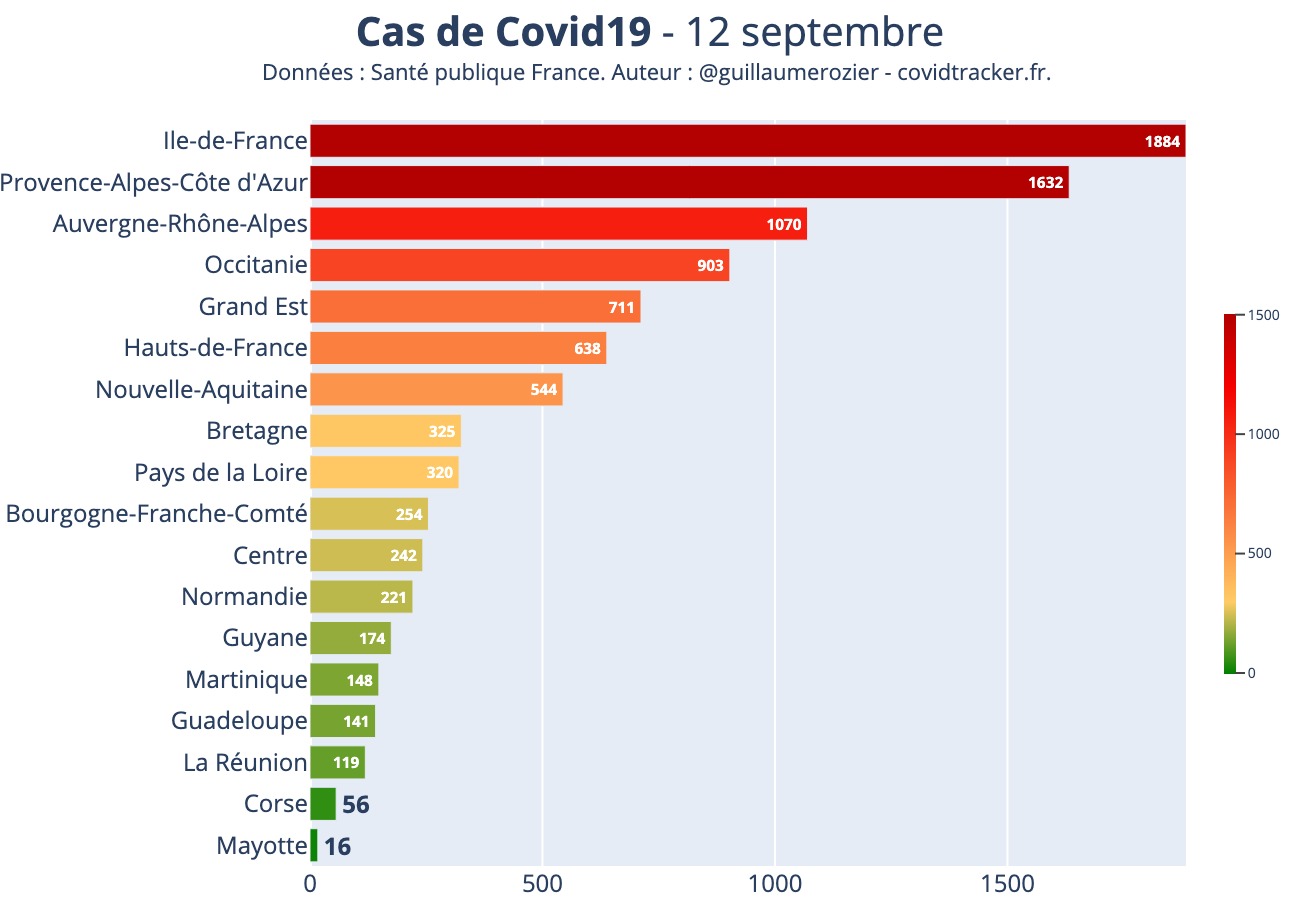 Cas de Covid19 - 12 septembre
Données : Santé publique France. Auteur : @guillaumerozier - covidtracker.fr.
Ile-de-France 1884
Provence-Alpes-Côte d'Azur 1632
Auvergne-Rhône-Alpes 1070
Occitanie 903
Grand Est 711
Hauts-de-France 638
Nouvelle-Aquitaine 544
Bretagne 325
Pays de la Loire 320
Bourgogne-Franche-Comté 254
Centre 242
Normandie 221
Guyane 174
Martinique 148
Guadeloupe 141
La Réunion 119
Corse 56
Mayotte 16
0 500 1000 1500
1500
1000
500
0